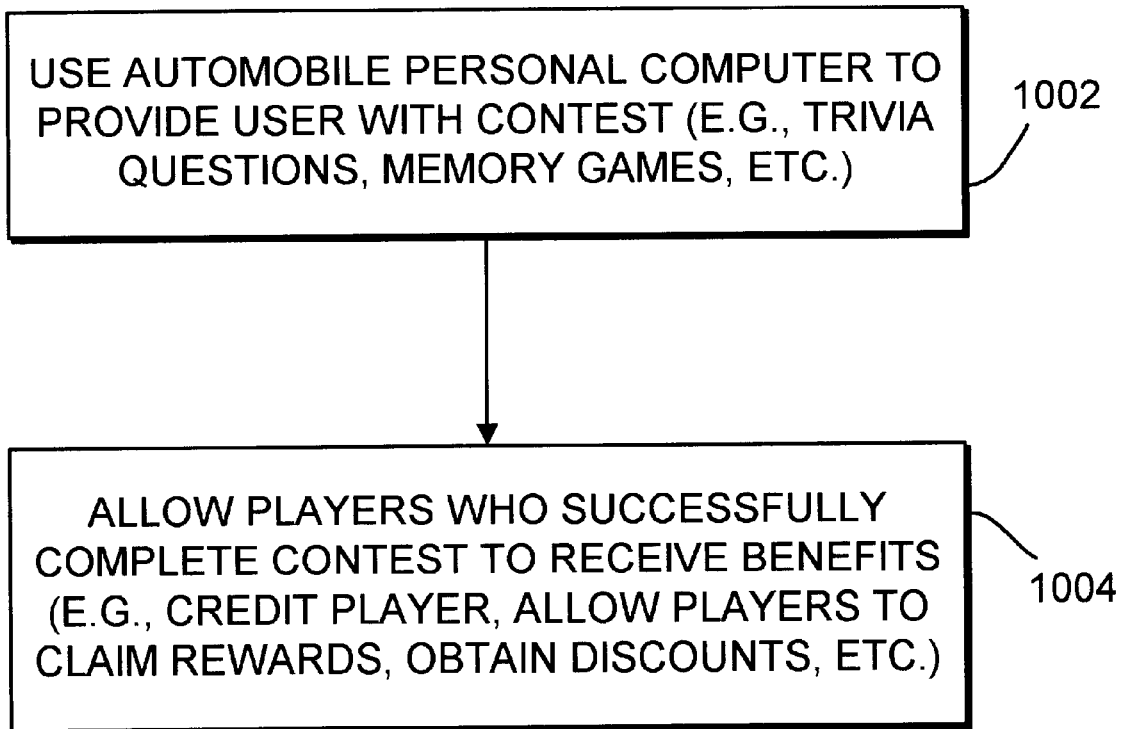 USE AUTOMOBILE PERSONAL COMPUTER TO
PROVIDE USER WITH CONTEST (E.G., TRIVIA
QUESTIONS, MEMORY GAMES, ETC.)
1002
ALLOW PLAYERS WHO SUCCESSFULLY
COMPLETE CONTEST TO RECEIVE BENEFITS
(E.G., CREDIT PLAYER, ALLOW PLAYERS TO
CLAIM REWARDS, OBTAIN DISCOUNTS, ETC.)
1004